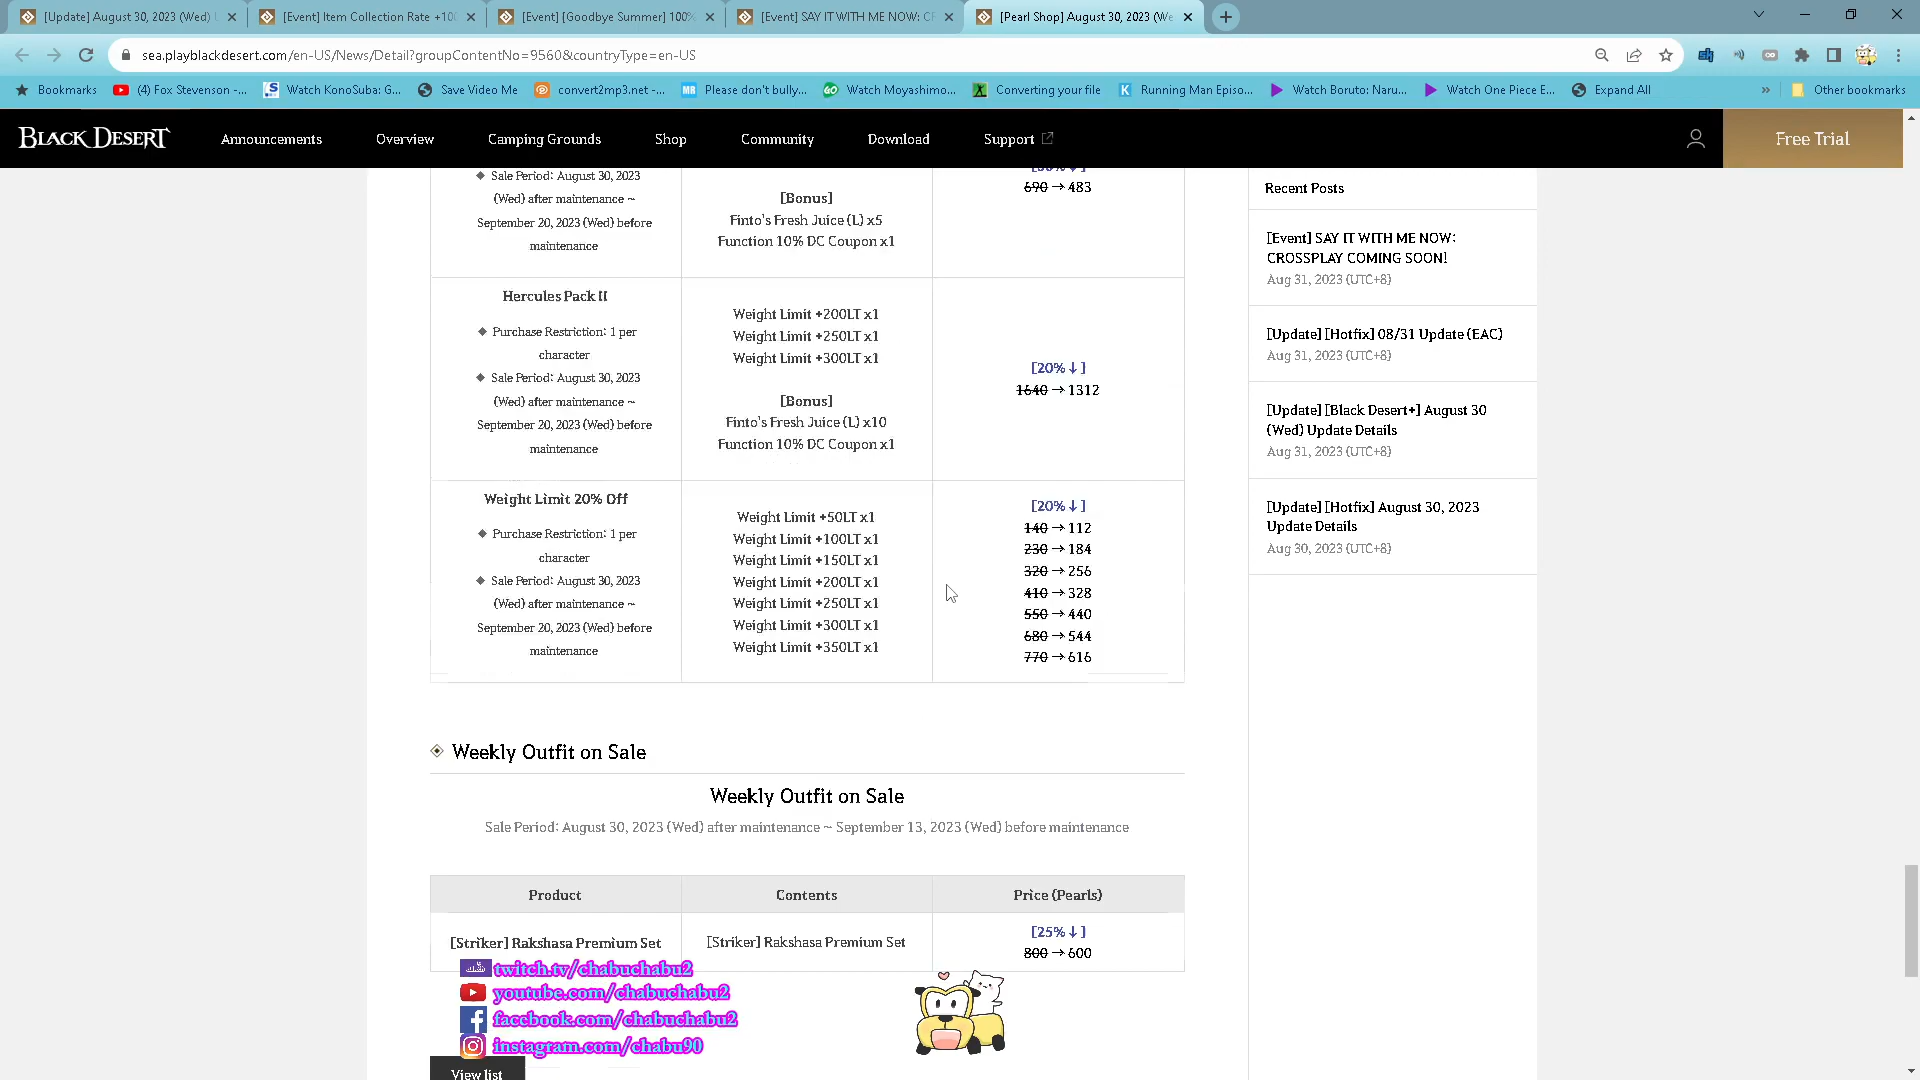 [Update] August 30, 2023 (Wed)
[Event] Item Collection Rate +10
[Event] [Goodbye Summer] 100%
[Event] SAY IT WITH ME NOW: CR
[Pearl Shop] August 30, 2023 (We
sea.playblackdesert.com/en-US/News/Detail?groupContentNo=9560&countryType=en-US
Bookmarks
(4) Fox Stevenson -...
Watch KonoSuba: G...
Save Video Me
convert2mp3.net -...
Please don't bully...
Watch Moyashimo...
Converting your file
Running Man Episo...
Watch Boruto: Naru...
Watch One Piece E...
Expand All
»
Other bookmarks
BLACK DESERT
Announcements
Overview
Camping Grounds
Shop
Community
Download
Support
Free Trial
◆ Sale Period: August 30, 2023
(Wed) after maintenance ~
September 20, 2023 (Wed) before
maintenance
[Bonus]
Finto's Fresh Juice (L) x5
Function 10% DC Coupon x1
690 → 483
Hercules Pack II
◆ Purchase Restriction: 1 per
character
◆ Sale Period: August 30, 2023
(Wed) after maintenance ~
September 20, 2023 (Wed) before
maintenance
Weight Limit +200LT x1
Weight Limit +250LT x1
Weight Limit +300LT x1
[Bonus]
Finto's Fresh Juice (L) x10
Function 10% DC Coupon x1
[20%↓]
1640 → 1312
Weight Limit 20% Off
◆ Purchase Restriction: 1 per
character
◆ Sale Period: August 30, 2023
(Wed) after maintenance ~
September 20, 2023 (Wed) before
maintenance
Weight Limit +50LT x1
Weight Limit +100LT x1
Weight Limit +150LT x1
Weight Limit +200LT x1
Weight Limit +250LT x1
Weight Limit +300LT x1
Weight Limit +350LT x1
[20%↓]
140 → 112
230 → 184
320 → 256
410 → 328
550 → 440
680 → 544
770 → 616
Weekly Outfit on Sale
Weekly Outfit on Sale
Sale Period: August 30, 2023 (Wed) after maintenance ~ September 13, 2023 (Wed) before maintenance
Product
Contents
Price (Pearls)
[Striker] Rakshasa Premium Set
[Striker] Rakshasa Premium Set
[25%↓]
800 → 600
twitch.tv/chabuchabu2
youtube.com/chabuchabu2
facebook.com/chabuchabu2
instagram.com/chabu90
View list
Recent Posts
[Event] SAY IT WITH ME NOW:
CROSSPLAY COMING SOON!
Aug 31, 2023 (UTC+8)
[Update] [Hotfix] 08/31 Update (EAC)
Aug 31, 2023 (UTC+8)
[Update] [Black Desert+] August 30
(Wed) Update Details
Aug 31, 2023 (UTC+8)
[Update] [Hotfix] August 30, 2023
Update Details
Aug 30, 2023 (UTC+8)